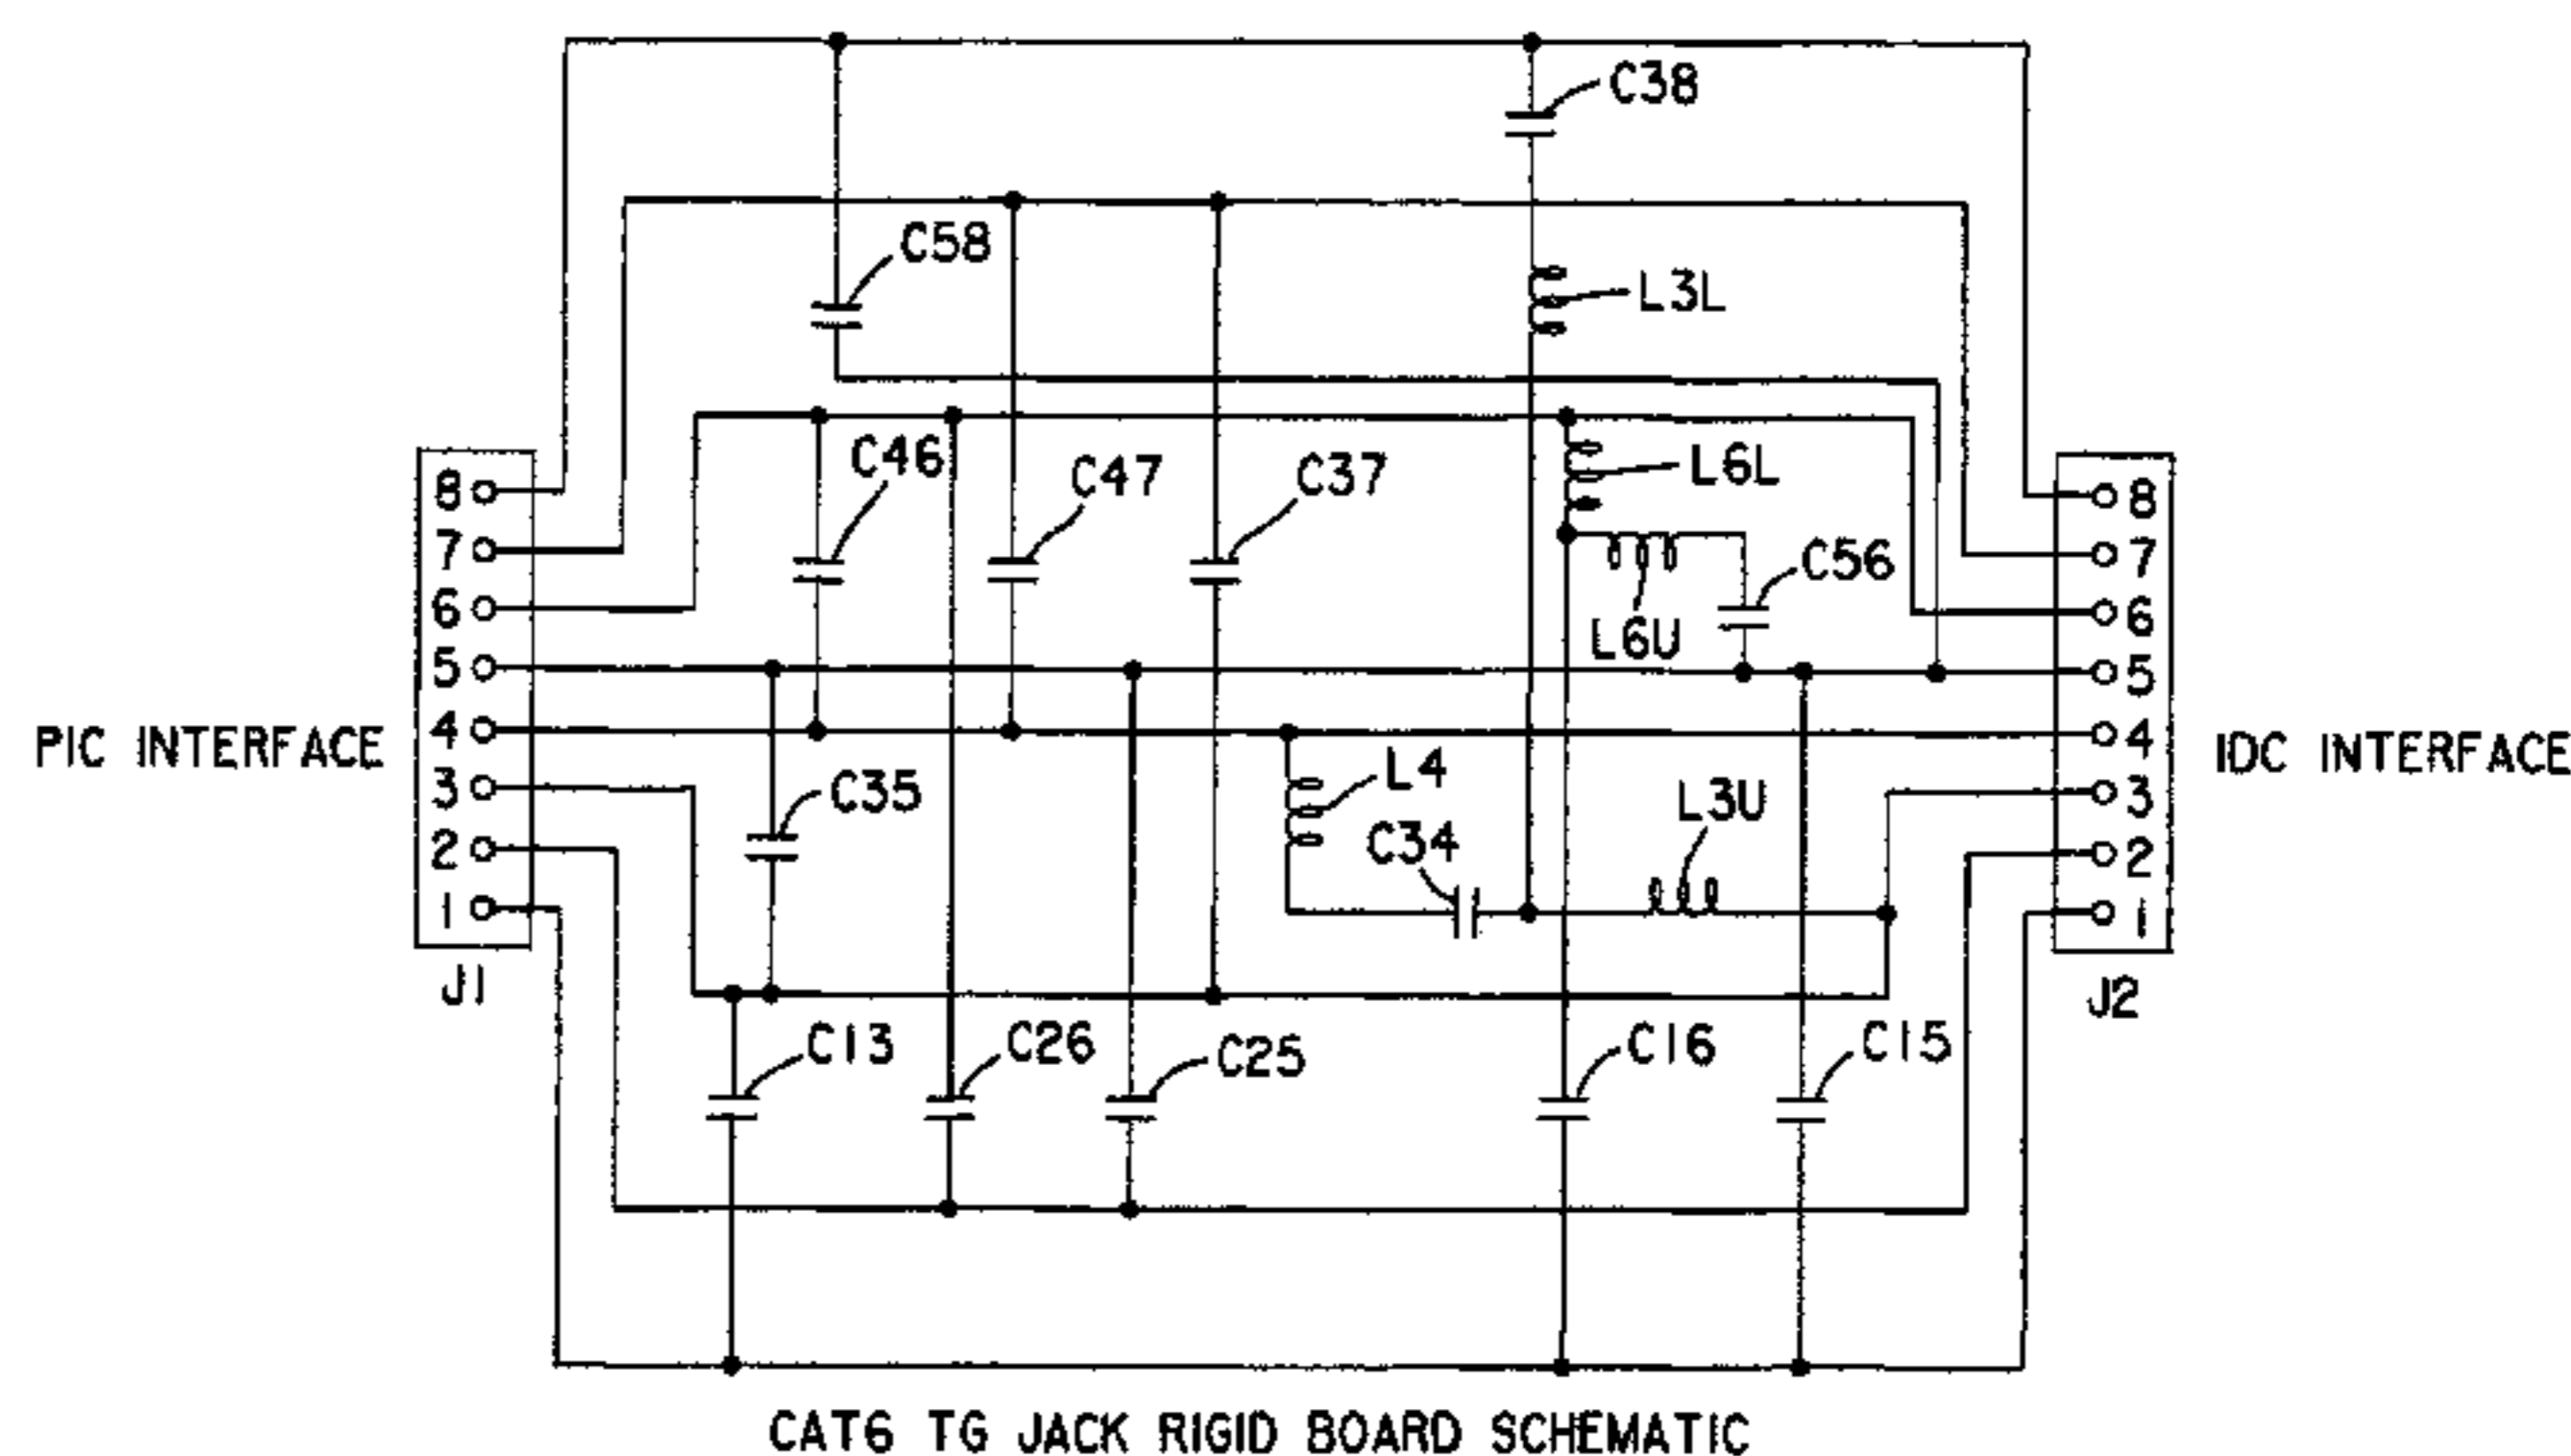 C38
C58
L3L
C46
C47
C37
L6L
8
7
6
5
4
3
2
1
J1
C56
L6U
8
7
6
5
4
3
2
1
J2
PIC INTERFACE
IDC INTERFACE
C35
L4
C34
L3U
C13
C26
C25
C16
C15
CAT6 TG JACK RIGID BOARD SCHEMATIC